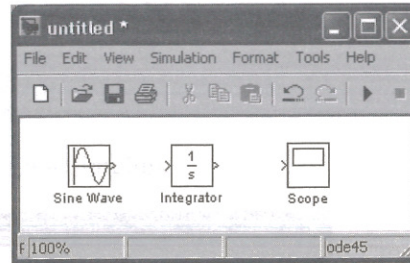 untitled *
File Edit View Simulation Format Tools Help
1
s
Sine Wave Integrator Scope
F 100% ode45